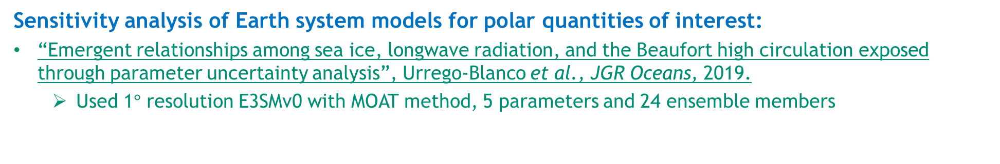 Sensitivity analysis of Earth system models for polar quantities of interest:
• “Emergent relationships among sea ice, longwave radiation, and the Beaufort high circulation exposed
through parameter uncertainty analysis”, Urrego-Blanco et al., JGR Oceans, 2019.
➢ Used 1° resolution E3SMv0 with MOAT method, 5 parameters and 24 ensemble members